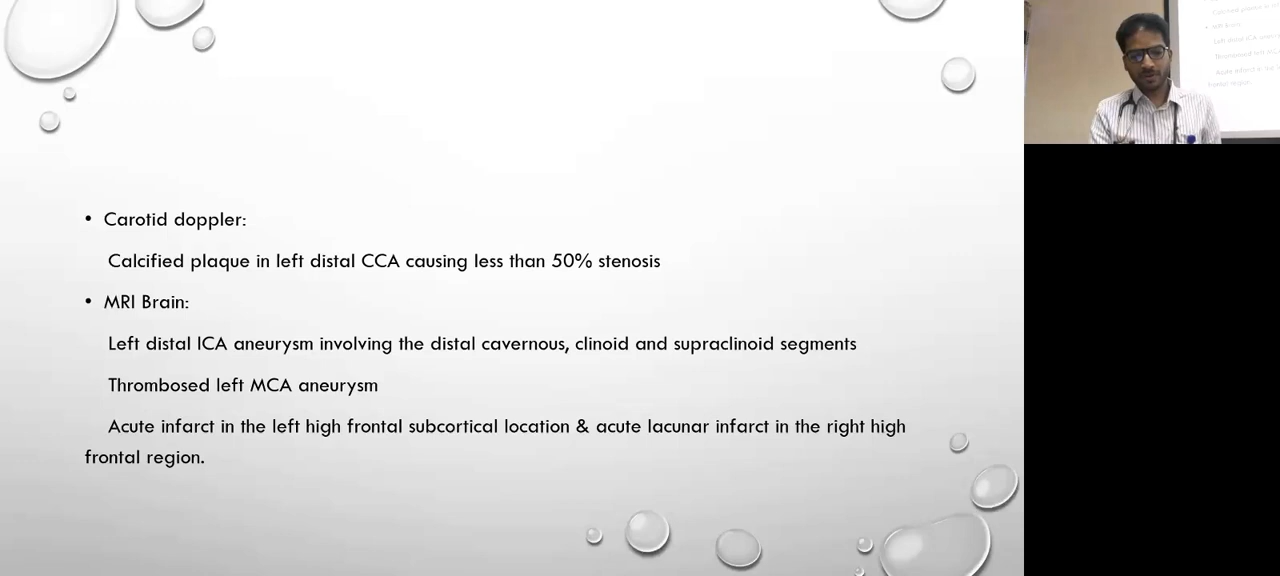 • Carotid doppler:
Calcified plaque in left distal CCA causing less than 50% stenosis
• MRI Brain:
Left distal ICA aneurysm involving the distal cavernous, clinoid and supraclinoid segments
Thrombosed left MCA aneurysm
Acute infarct in the left high frontal subcortical location & acute lacunar infarct in the right high
frontal region.